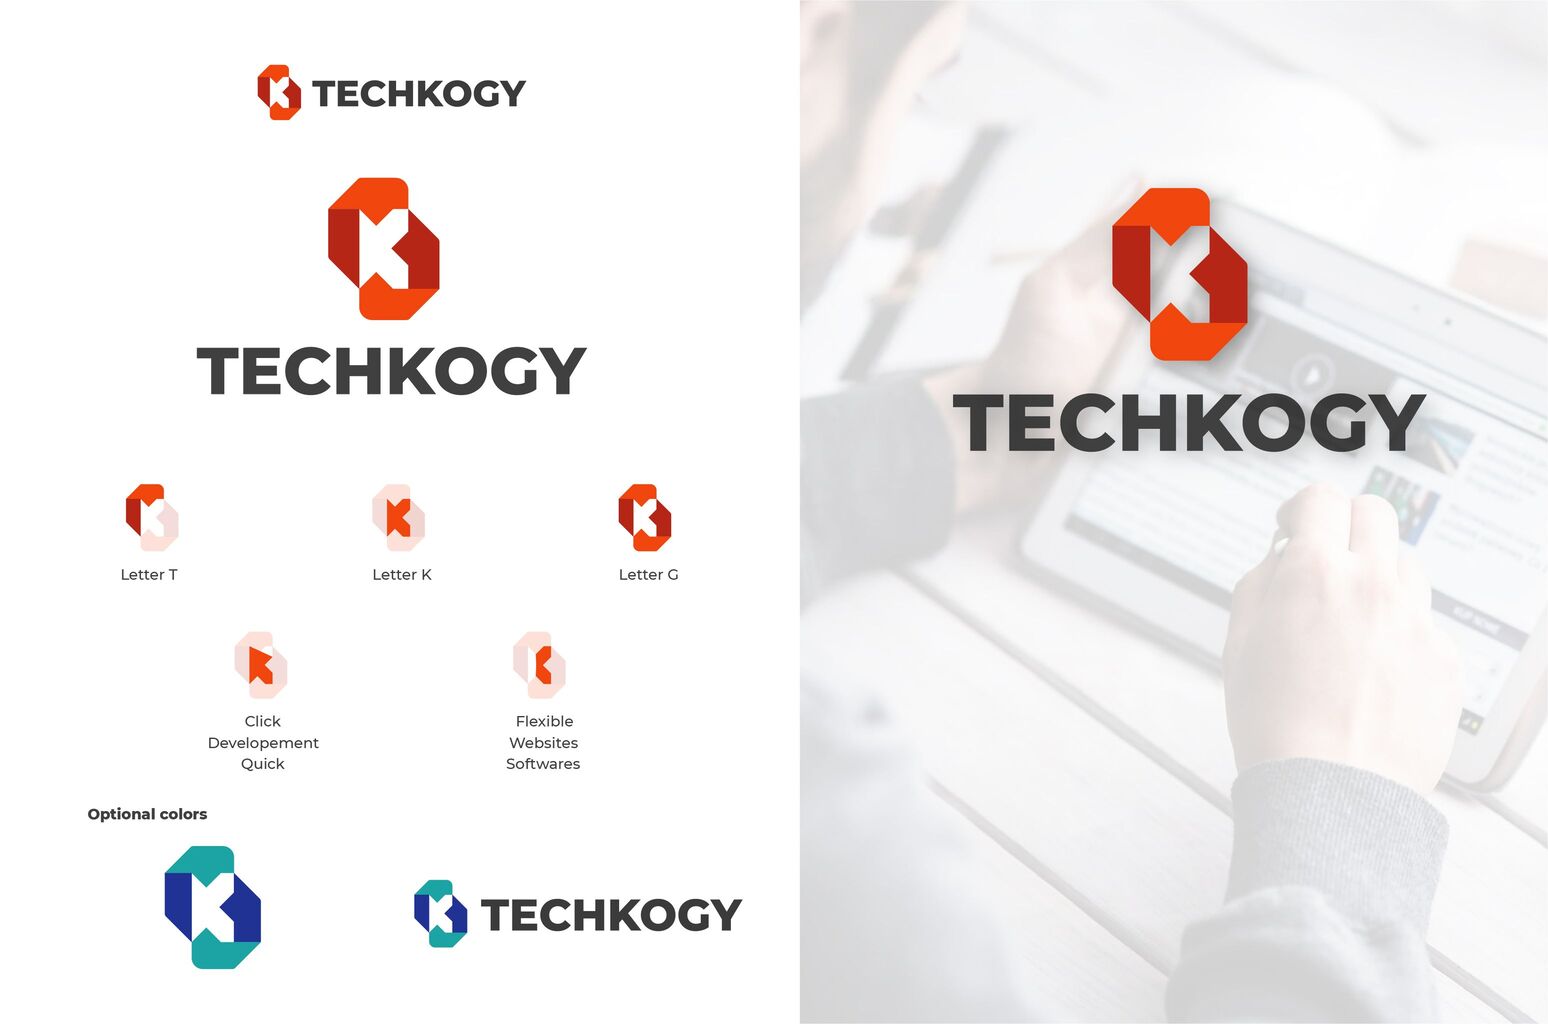 TECHKOGY
TECHKOGY
Letter T
Letter K
Letter G
Click
Developement
Quick
Flexible
Websites
Softwares
Optional colors
TECHKOGY
TECHKOGY